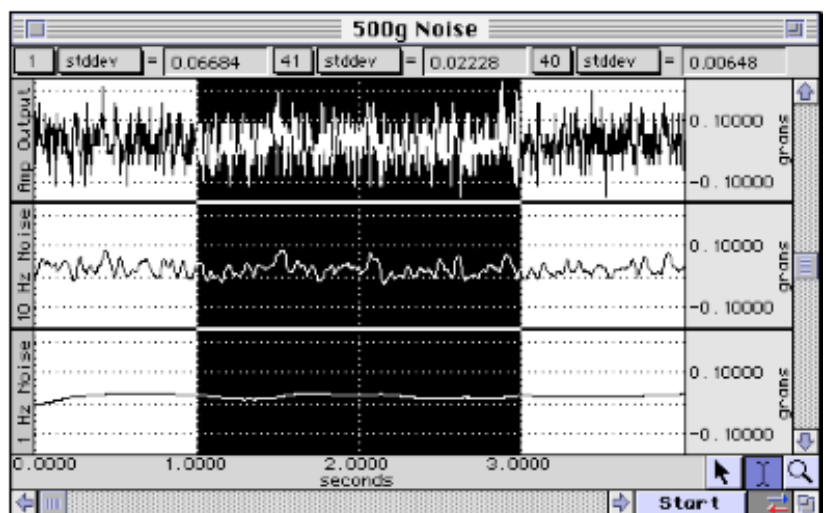 500g Noise
1 stddev = 0.06684 41 stddev = 0.02228 40 stddev = 0.00648
Amp Output
0.10000
grams
-0.10000
10 Hz Noise
0.10000
grams
-0.10000
1 Hz Noise
0.10000
grams
-0.10000
0.0000 1.0000 2.0000 3.0000
seconds
Start